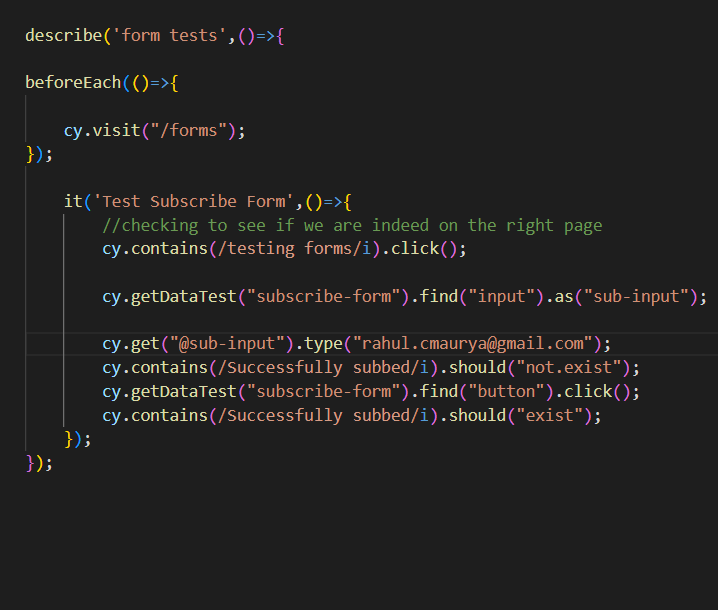 describe('form tests',()=>{
beforeEach(()=>{
cy.visit("/forms");
});
it('Test Subscribe Form',()=>{
//checking to see if we are indeed on the right page
cy.contains(/testing forms/i).click();
cy.getDataTest("subscribe-form").find("input").as("sub-input");
cy.get("@sub-input").type("rahul.cmaurya@gmail.com");
cy.contains(/Successfully subbed/i).should("not.exist");
cy.getDataTest("subscribe-form").find("button").click();
cy.contains(/Successfully subbed/i).should("exist");
});
});